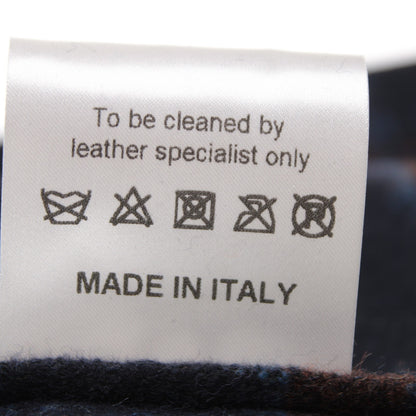 To be cleaned by
leather specialist only
R
MADE IN ITALY